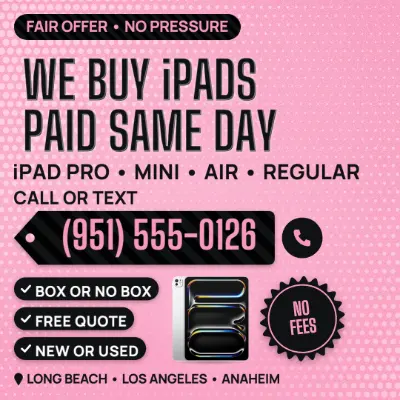 FAIR OFFER • NO PRESSURE
WE BUY iPADS
PAID SAME DAY
iPAD PRO • MINI • AIR • REGULAR
CALL OR TEXT
(951) 555-0126
BOX OR NO BOX
FREE QUOTE
NEW OR USED
NO
FEES
LONG BEACH • LOS ANGELES • ANAHEIM